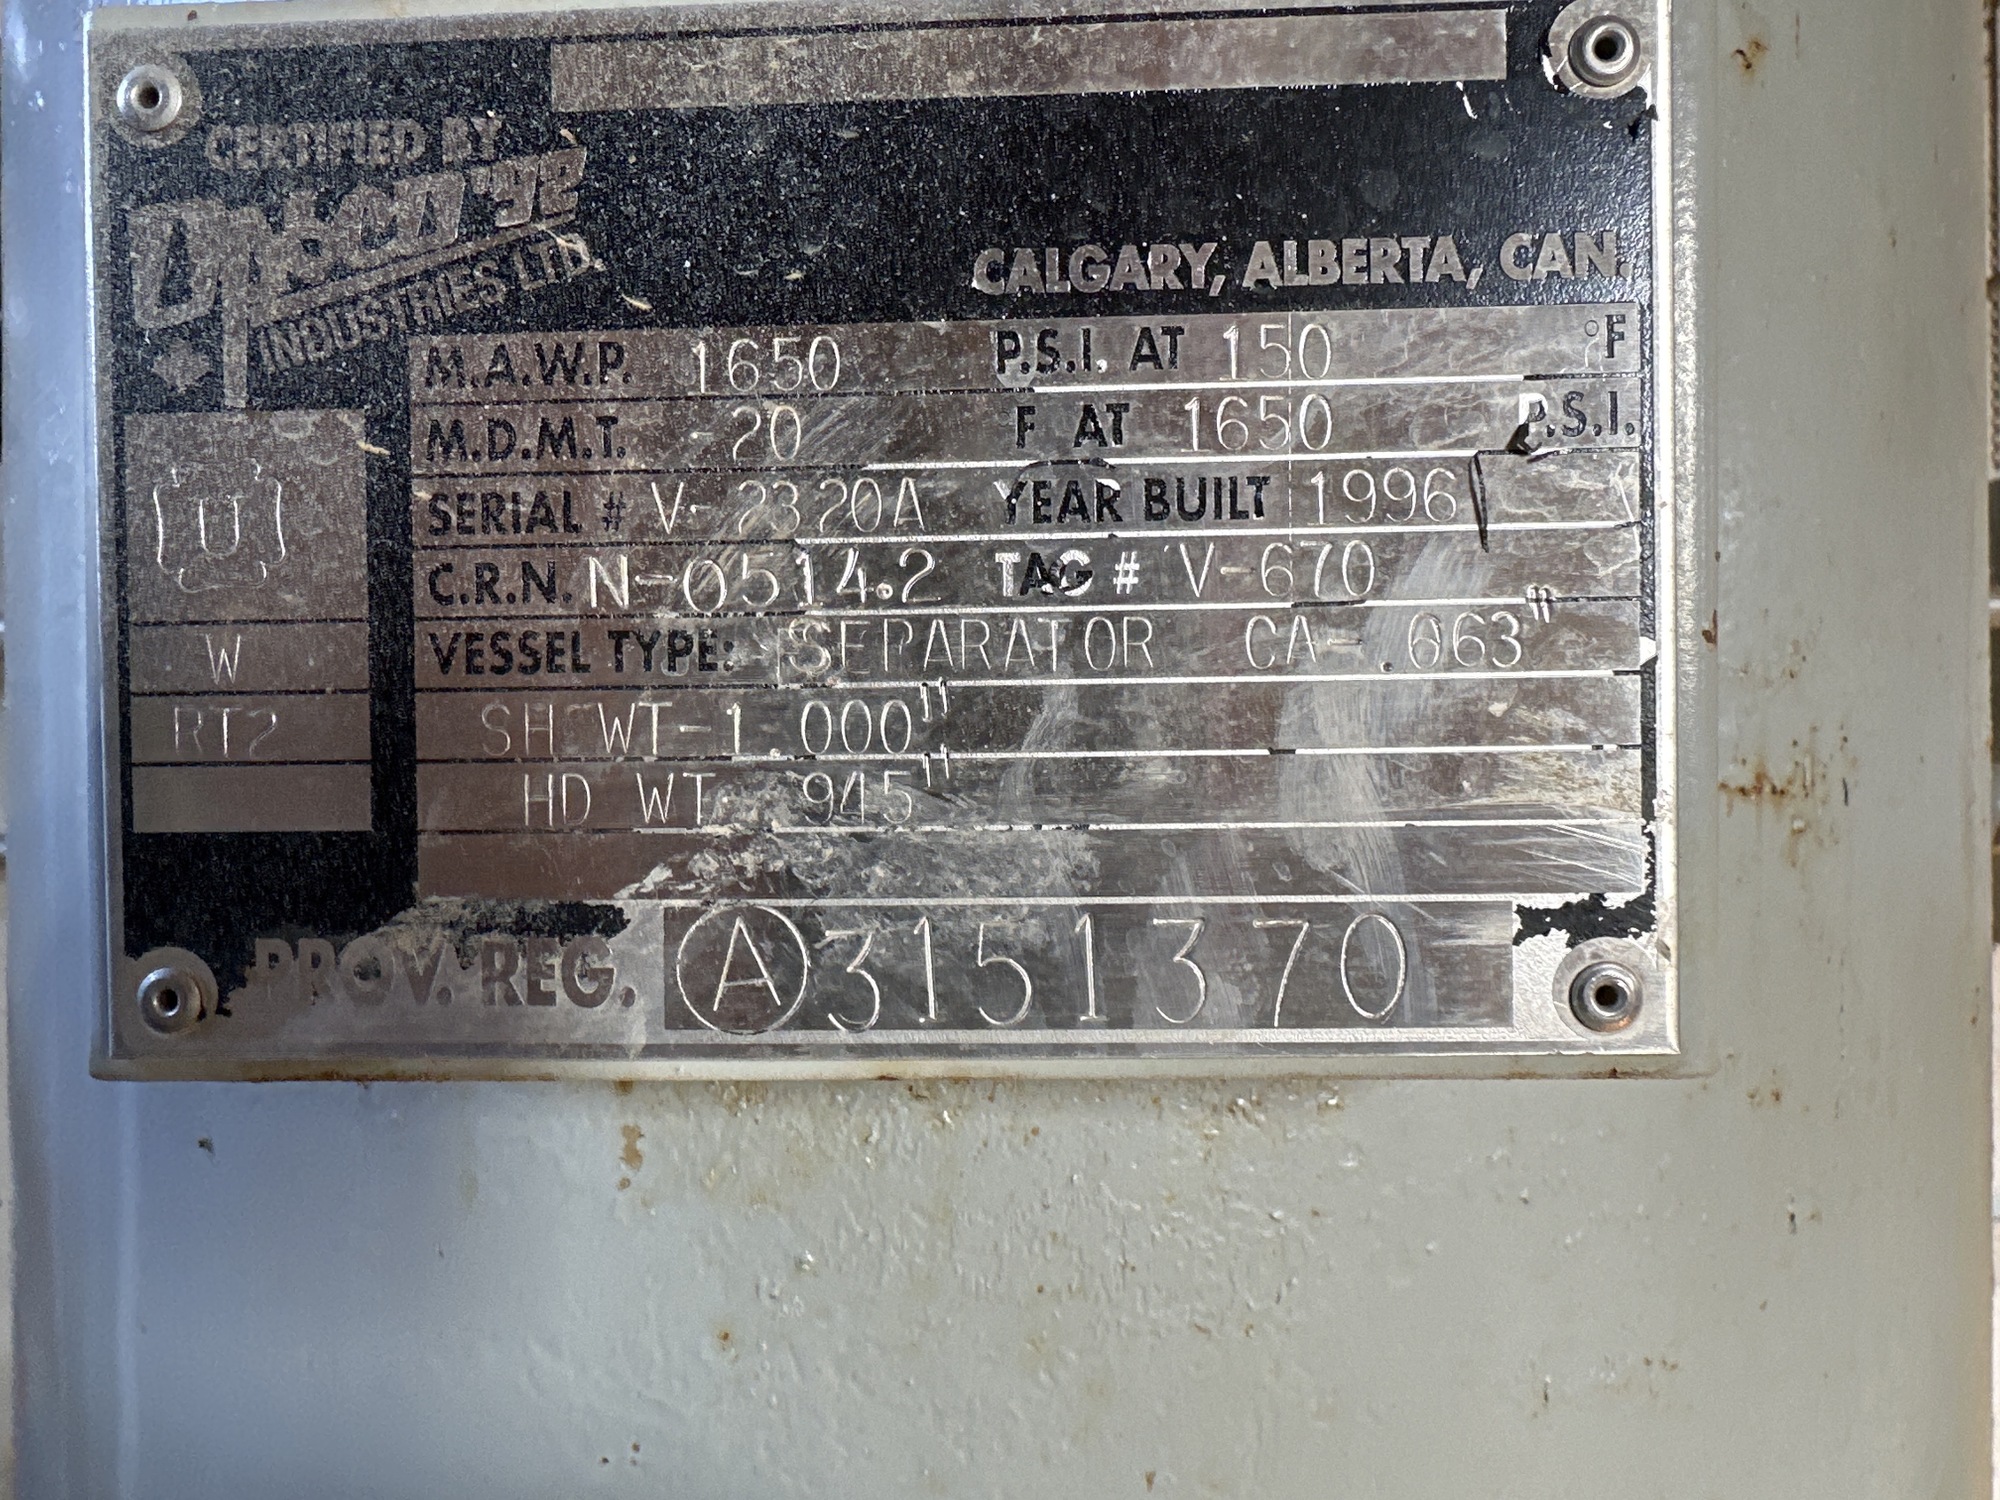 CERTIFIED BY
INDUSTRIES LTD.
CALGARY, ALBERTA, CAN.
M.A.W.P. 1650 P.S.I. AT 150 °F
M.D.M.T. -20 F AT 1650 P.S.I.
SERIAL # V-2320A YEAR BUILT 1996
C.R.N. N-0514.2 TAG # V-670
VESSEL TYPE: SEPARATOR CA-.063"
SH WT-1.000"
HD WT- .945"
U
W
RT2
PROV. REG. A 3151370